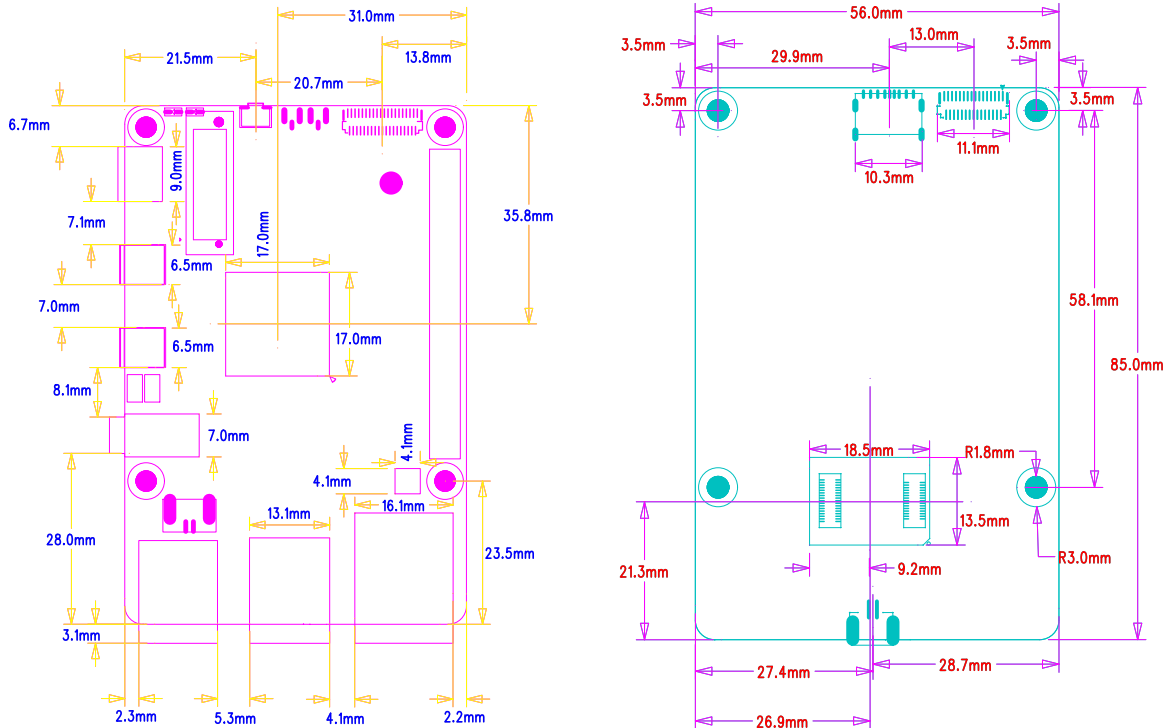 31.0mm
13.8mm
21.5mm
20.7mm
6.7mm
9.0mm
7.1mm
17.0mm
35.8mm
6.5mm
7.0mm
6.5mm
17.0mm
8.1mm
7.0mm
4.1mm
4.1mm
16.1mm
13.1mm
28.0mm
23.5mm
3.1mm
2.3mm
5.3mm
4.1mm
2.2mm
56.0mm
13.0mm
3.5mm
3.5mm
29.9mm
3.5mm
3.5mm
11.1mm
10.3mm
58.1mm
85.0mm
18.5mm
R1.8mm
13.5mm
R3.0mm
21.3mm
9.2mm
27.4mm
28.7mm
26.9mm